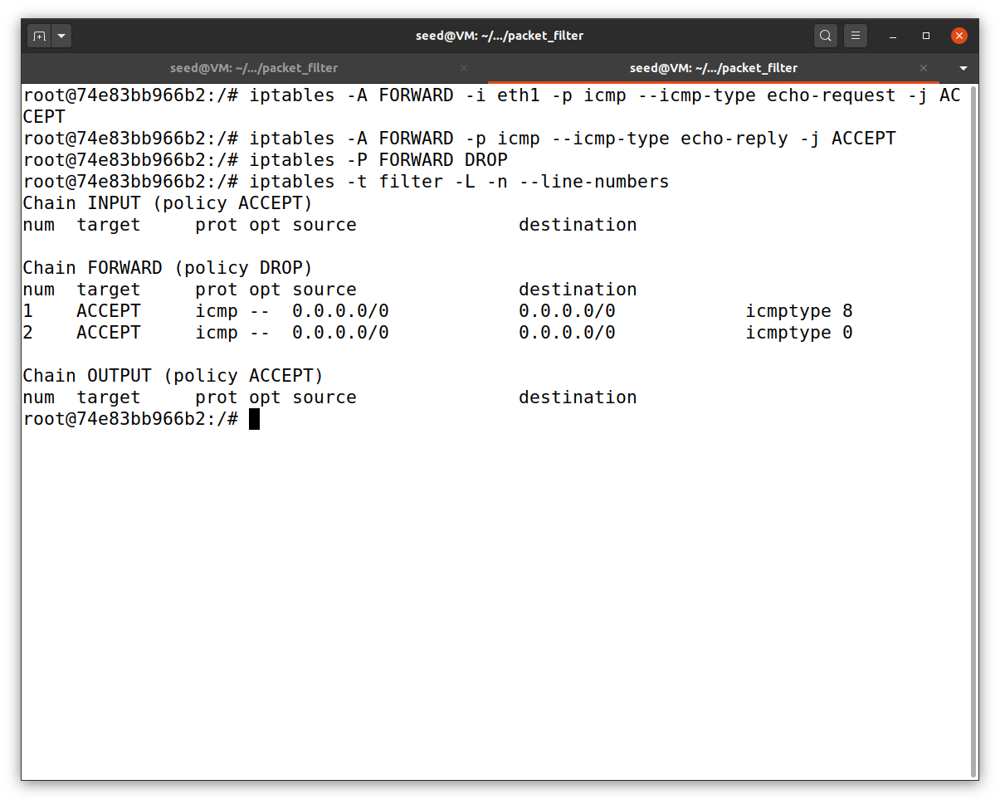 seed@VM: ~/.../packet_filter
seed@VM: ~/.../packet_filter
seed@VM: ~/.../packet_filter
root@74e83bb966b2:/# iptables -A FORWARD -i eth1 -p icmp --icmp-type echo-request -j AC
CEPT
root@74e83bb966b2:/# iptables -A FORWARD -p icmp --icmp-type echo-reply -j ACCEPT
root@74e83bb966b2:/# iptables -P FORWARD DROP
root@74e83bb966b2:/# iptables -t filter -L -n --line-numbers
Chain INPUT (policy ACCEPT)
num  target     prot opt source               destination

Chain FORWARD (policy DROP)
num  target     prot opt source               destination
1    ACCEPT     icmp --  0.0.0.0/0            0.0.0.0/0            icmptype 8
2    ACCEPT     icmp --  0.0.0.0/0            0.0.0.0/0            icmptype 0

Chain OUTPUT (policy ACCEPT)
num  target     prot opt source               destination
root@74e83bb966b2:/#